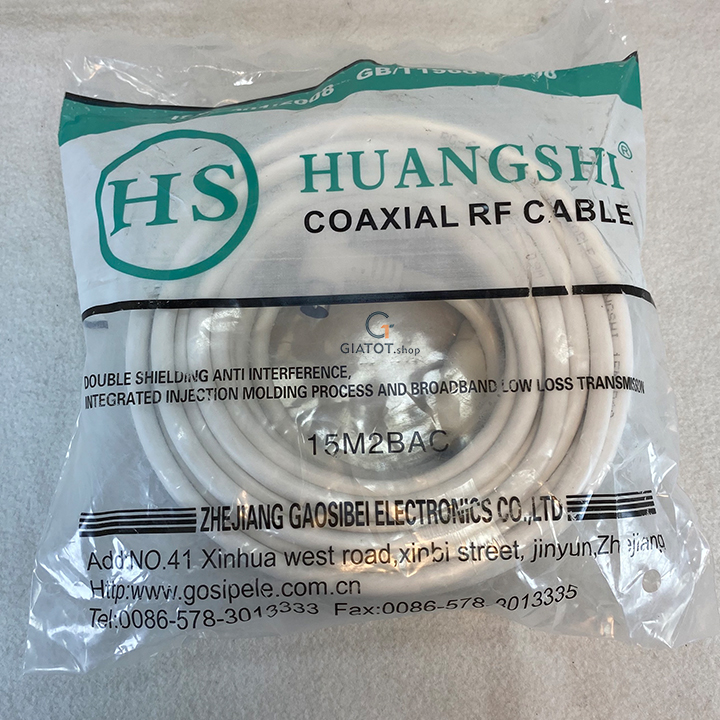 HS
HUANGSHI®
COAXIAL RF CABLE
GIATOT.shop
DOUBLE SHIELDING ANTI INTERFERENCE,
INTEGRATED INJECTION MOLDING PROCESS AND BROADBAND LOW LOSS TRANSMISSION
15M2BAC
ZHEJIANG GAOSIBEI ELECTRONICS CO.,LTD
Add:NO.41 Xinhua west road,xinbi street, jinyun,Zhejiang
Http:www.gosipele.com.cn
Tel:0086-578-3013333 Fax:0086-578-3013335